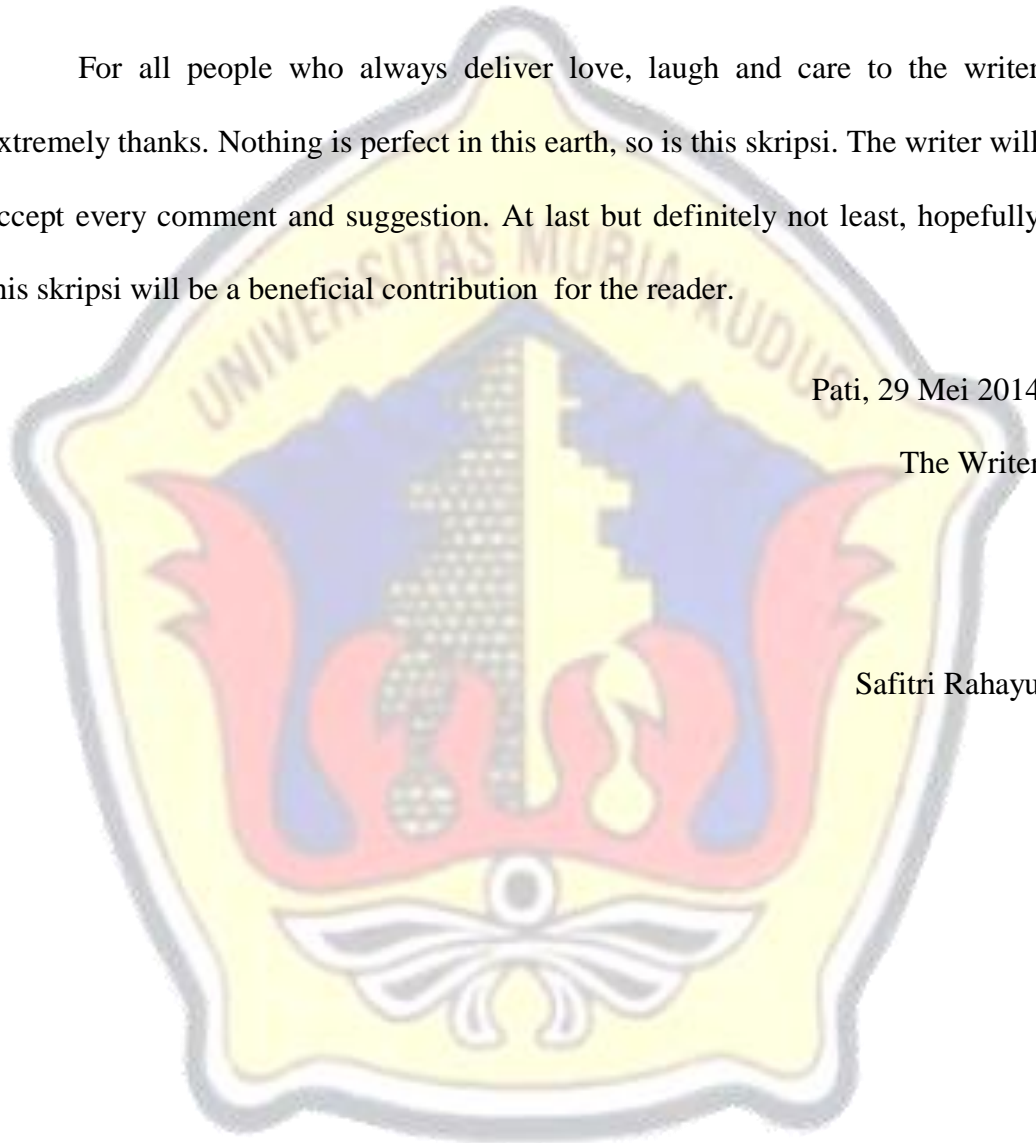 For all people who always deliver love, laugh and care to the writer
xtremely thanks. Nothing is perfect in this earth, so is this skripsi. The writer will
ccept every comment and suggestion. At last but definitely not least, hopefully
his skripsi will be a beneficial contribution for the reader.
UNIVERSITAS MURIA KUDUS
Pati, 29 Mei 2014
The Writer
Safitri Rahayu